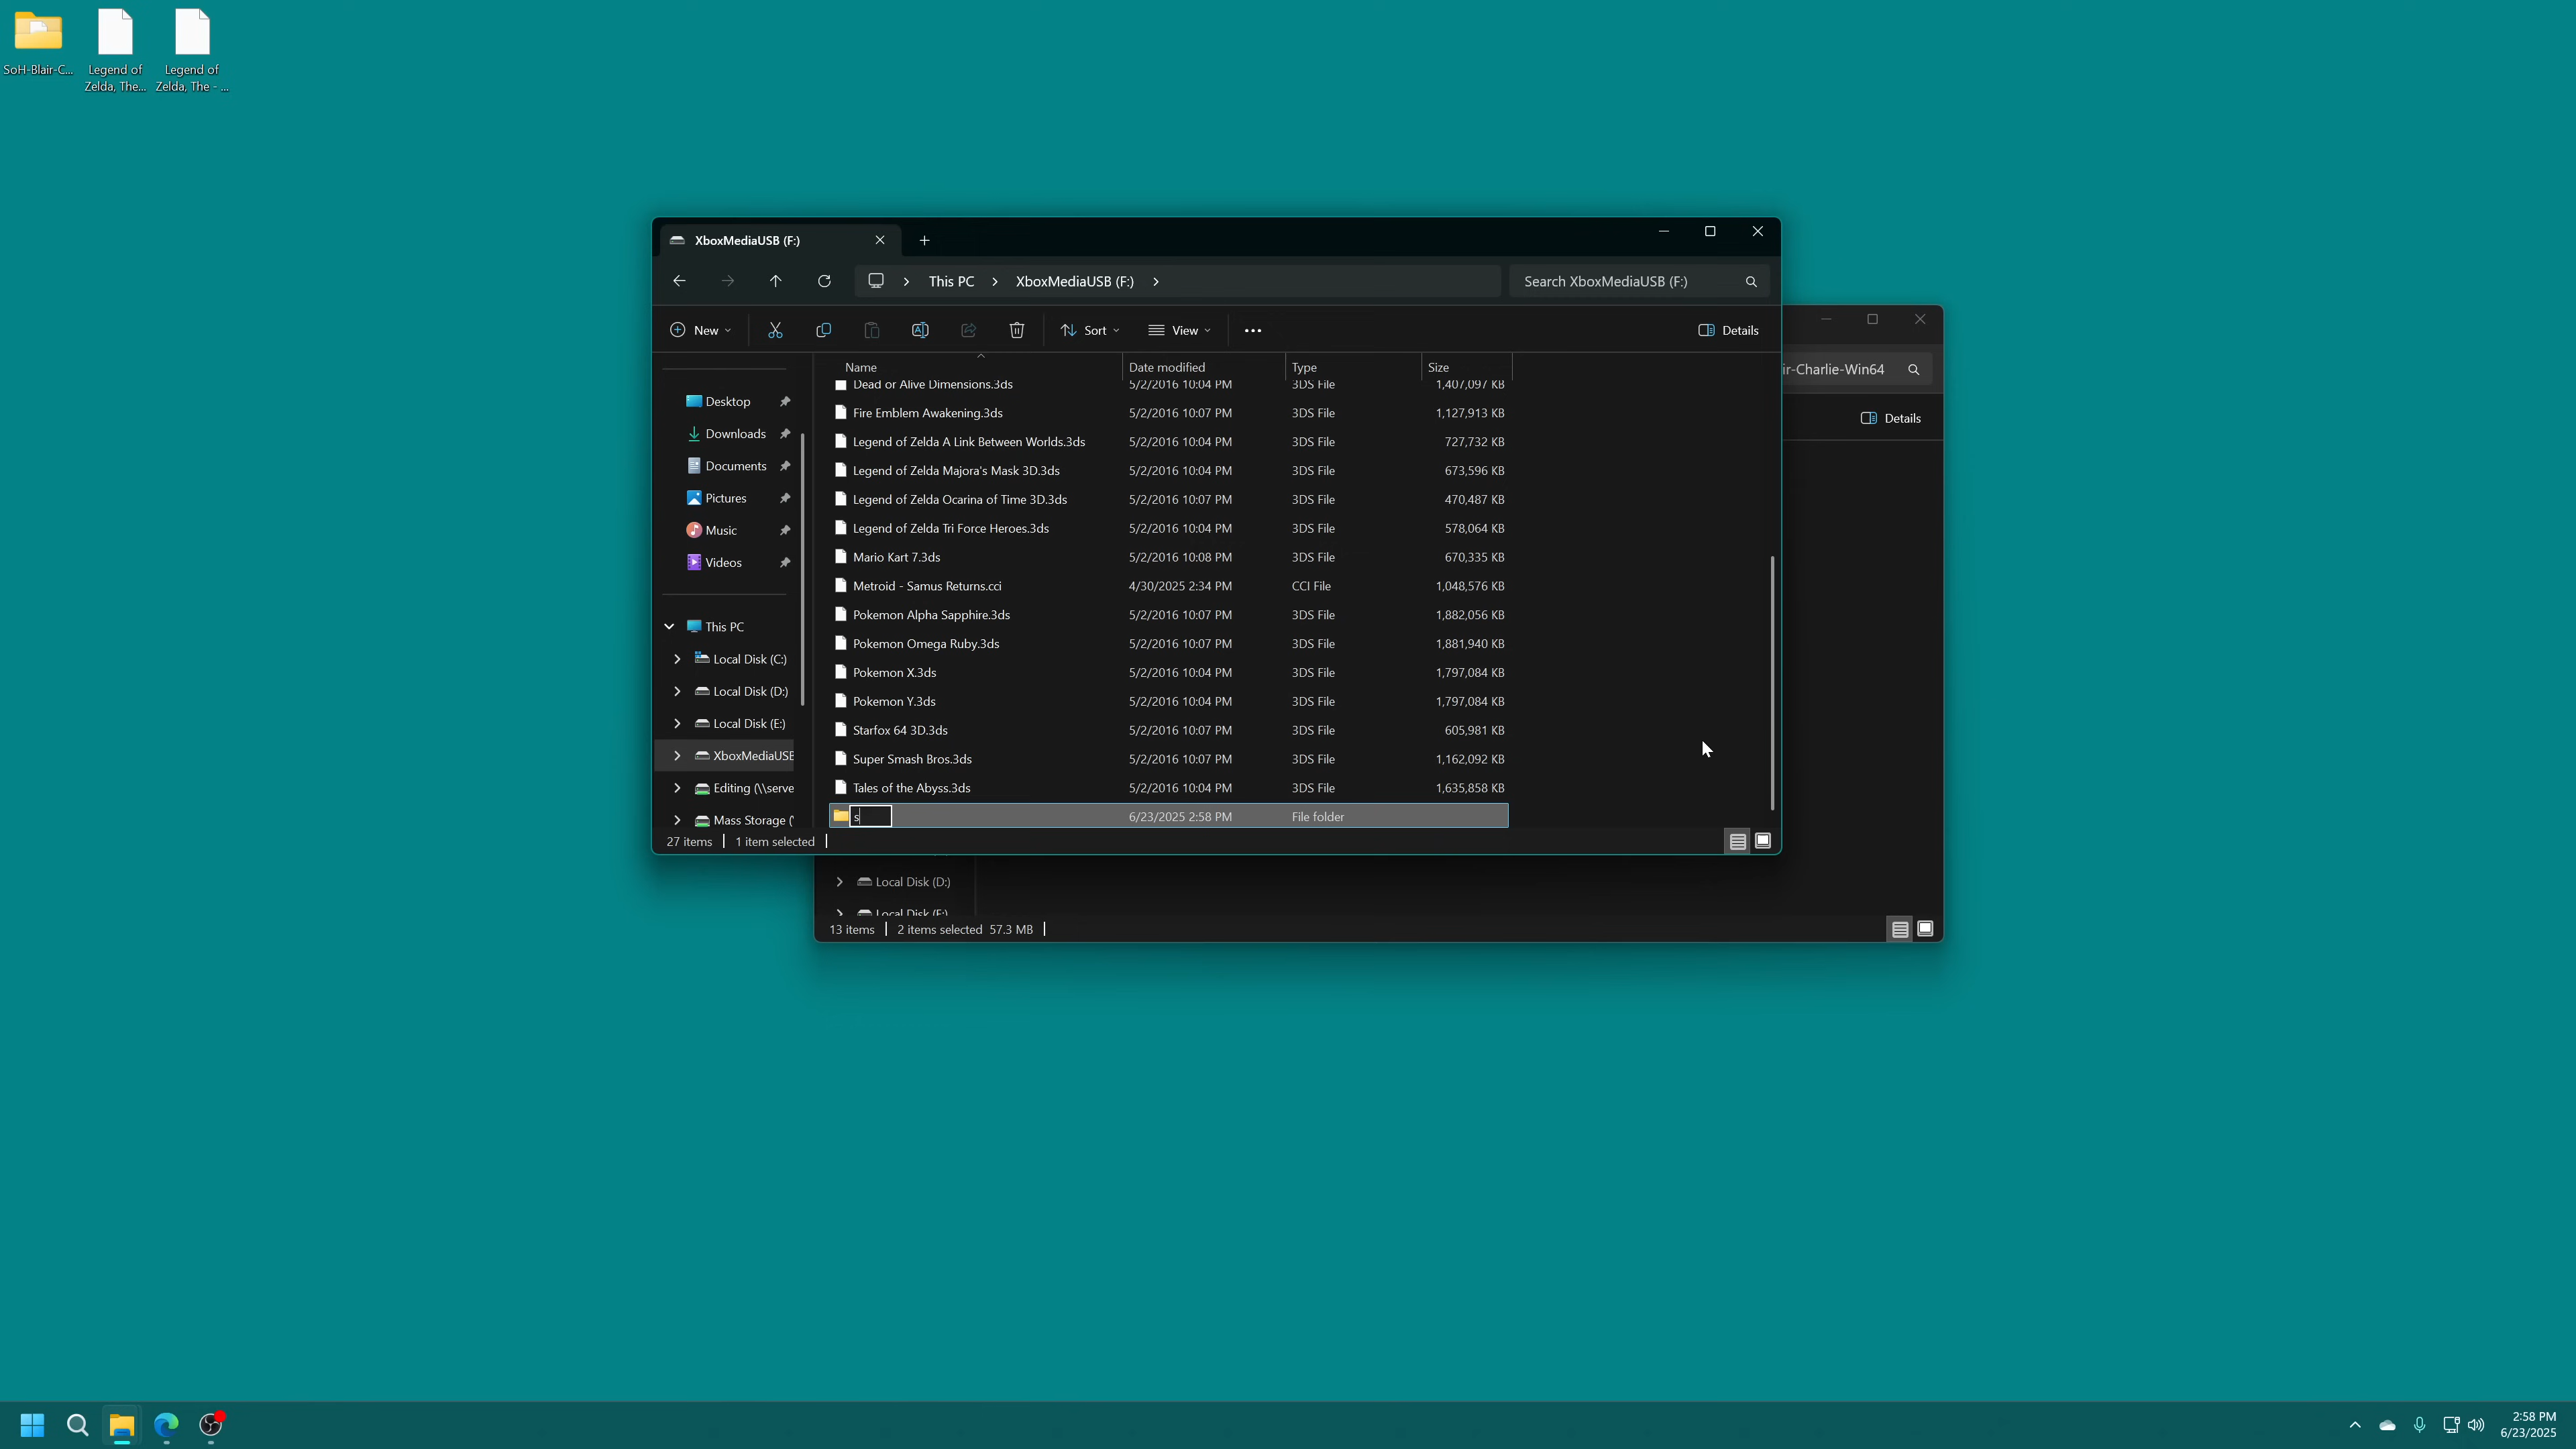 SoH-Blair-C...
Legend of
Zelda, The...
Legend of
Zelda, The - ...
XboxMediaUSB (F:)
This PC
XboxMediaUSB (F:)
Search XboxMediaUSB (F:)
New
Sort
View
Details
Name
Date modified
Type
Size
Dead or Alive Dimensions.3ds 5/2/2016 10:04 PM 3DS File 1,407,097 KB
Fire Emblem Awakening.3ds 5/2/2016 10:07 PM 3DS File 1,127,913 KB
Legend of Zelda A Link Between Worlds.3ds 5/2/2016 10:04 PM 3DS File 727,732 KB
Legend of Zelda Majora's Mask 3D.3ds 5/2/2016 10:04 PM 3DS File 673,596 KB
Legend of Zelda Ocarina of Time 3D.3ds 5/2/2016 10:07 PM 3DS File 470,487 KB
Legend of Zelda Tri Force Heroes.3ds 5/2/2016 10:04 PM 3DS File 578,064 KB
Mario Kart 7.3ds 5/2/2016 10:08 PM 3DS File 670,335 KB
Metroid - Samus Returns.cci 4/30/2025 2:34 PM CCI File 1,048,576 KB
Pokemon Alpha Sapphire.3ds 5/2/2016 10:07 PM 3DS File 1,882,056 KB
Pokemon Omega Ruby.3ds 5/2/2016 10:07 PM 3DS File 1,881,940 KB
Pokemon X.3ds 5/2/2016 10:04 PM 3DS File 1,797,084 KB
Pokemon Y.3ds 5/2/2016 10:04 PM 3DS File 1,797,084 KB
Starfox 64 3D.3ds 5/2/2016 10:07 PM 3DS File 605,981 KB
Super Smash Bros.3ds 5/2/2016 10:07 PM 3DS File 1,162,092 KB
Tales of the Abyss.3ds 5/2/2016 10:04 PM 3DS File 1,635,858 KB
s 6/23/2025 2:58 PM File folder
Desktop
Downloads
Documents
Pictures
Music
Videos
This PC
Local Disk (C:)
Local Disk (D:)
Local Disk (E:)
XboxMediaUSB
Editing (\\serve
Mass Storage (\
27 items
1 item selected
ir-Charlie-Win64
Details
Local Disk (D:)
Local Disk (E:)
13 items
2 items selected 57.3 MB
2:58 PM
6/23/2025